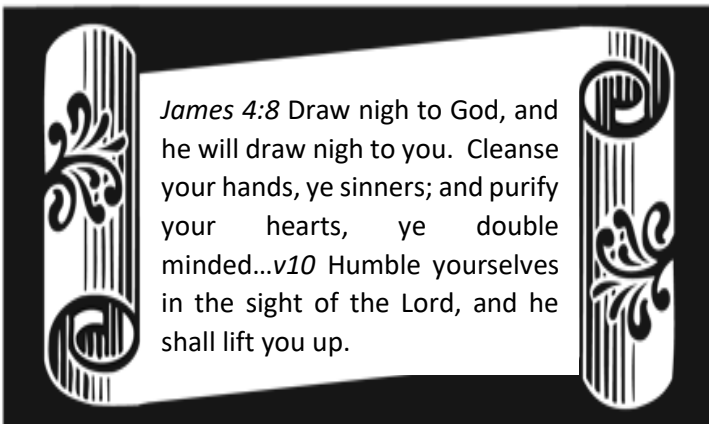 James 4:8 Draw nigh to God, and
he will draw nigh to you.  Cleanse
your hands, ye sinners; and purify
your hearts, ye double
minded…v10 Humble yourselves
in the sight of the Lord, and he
shall lift you up.